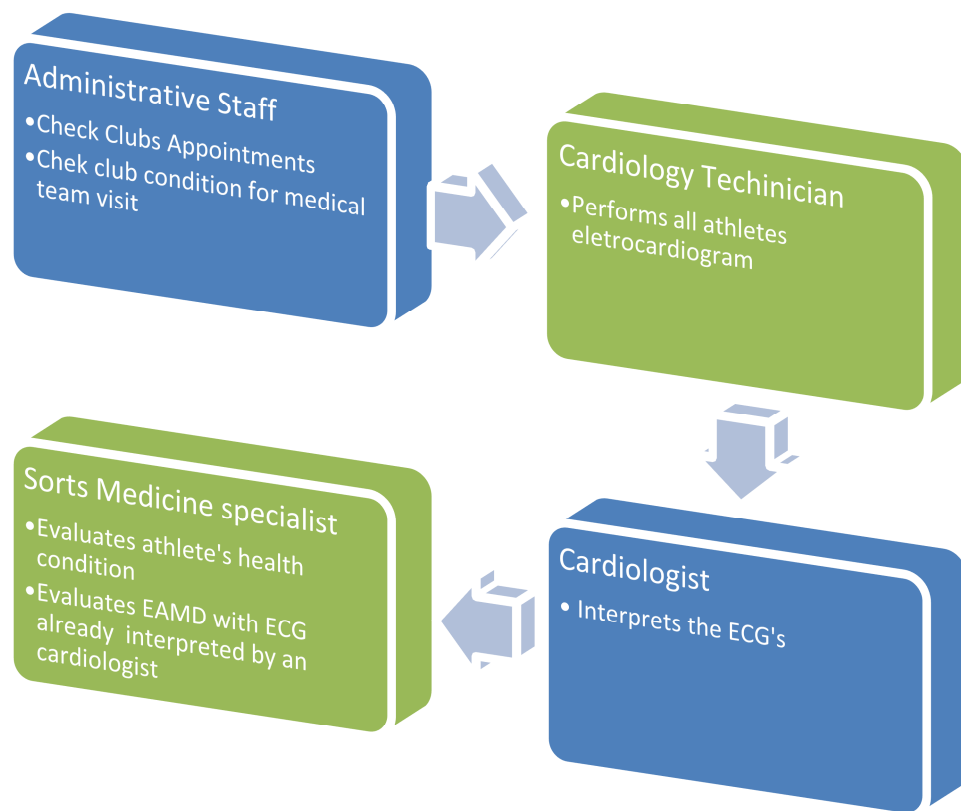 Administrative Staff
•Check Clubs Appointments
•Chek club condition for medical
team visit
Cardiology Techinician
•Performs all athletes
eletrocardiogram
Cardiologist
• Interprets the ECG's
Sorts Medicine specialist
•Evaluates athlete's health
condition
•Evaluates EAMD with ECG
already interpreted by an
cardiologist